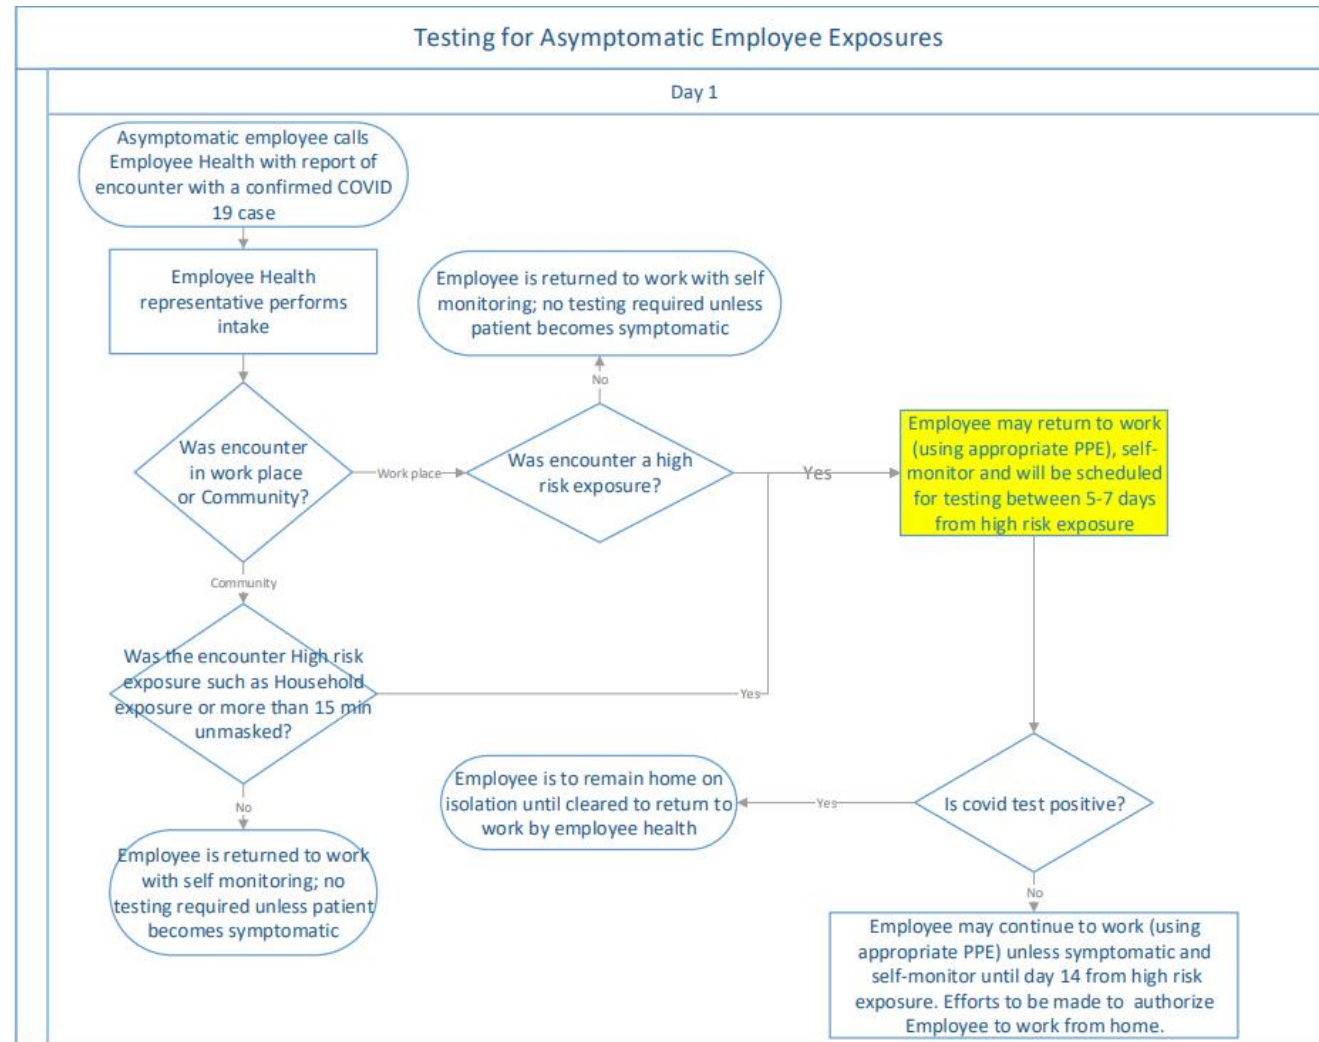 Testing for Asymptomatic Employee Exposures
Day 1
Asymptomatic employee calls
Employee Health with report of
encounter with a confirmed COVID
19 case
Employee Health
representative performs
intake
Employee is returned to work with self
monitoring; no testing required unless
patient becomes symptomatic
No
Was encounter
in work place
or Community?
Work place
Was encounter a high
risk exposure?
Yes
Employee may return to work
(using appropriate PPE), self-
monitor and will be scheduled
for testing between 5-7 days
from high risk exposure
Community
Was the encounter High risk
exposure such as Household
exposure or more than 15 min
unmasked?
Yes
No
Employee is returned to work
with self monitoring; no
testing required unless patient
becomes symptomatic
Employee is to remain home on
isolation until cleared to return to
work by employee health
Yes
Is covid test positive?
No
Employee may continue to work (using
appropriate PPE) unless symptomatic and
self-monitor until day 14 from high risk
exposure. Efforts to be made to  authorize
Employee to work from home.